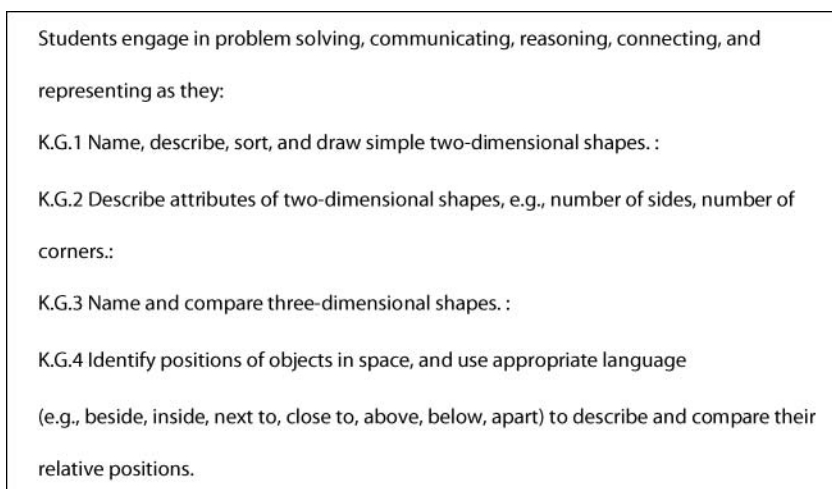 Students engage in problem solving, communicating, reasoning, connecting, and
representing as they:
K.G.1 Name, describe, sort, and draw simple two-dimensional shapes. :
K.G.2 Describe attributes of two-dimensional shapes, e.g., number of sides, number of
corners.:
K.G.3 Name and compare three-dimensional shapes. :
K.G.4 Identify positions of objects in space, and use appropriate language
(e.g., beside, inside, next to, close to, above, below, apart) to describe and compare their
relative positions.